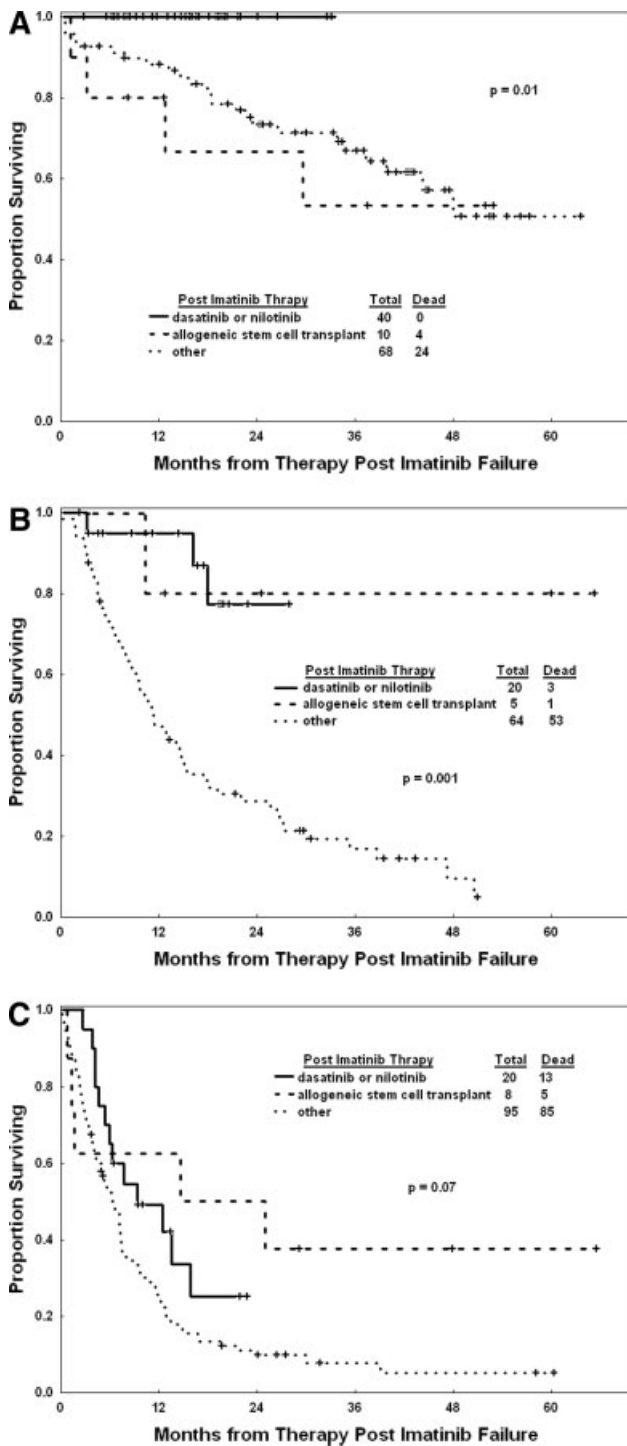 A
1.0
0.8
0.6
0.4
0.2
0.0
Proportion Surviving
p = 0.01
Post Imatinib Thrapy Total Dead
dasatinib or nilotinib 40 0
allogeneic stem cell transplant 10 4
other 68 24
0 12 24 36 48 60
Months from Therapy Post Imatinib Failure
B
1.0
0.8
0.6
0.4
0.2
0.0
Proportion Surviving
Post Imatinib Thrapy Total Dead
dasatinib or nilotinib 20 3
allogeneic stem cell transplant 5 1
other 64 53
p = 0.001
0 12 24 36 48 60
Months from Therapy Post Imatinib Failure
C
1.0
0.8
0.6
0.4
0.2
0.0
Proportion Surviving
Post Imatinib Thrapy Total Dead
dasatinib or nilotinib 20 13
allogeneic stem cell transplant 8 5
other 95 85
p = 0.07
0 12 24 36 48 60
Months from Therapy Post Imatinib Failure